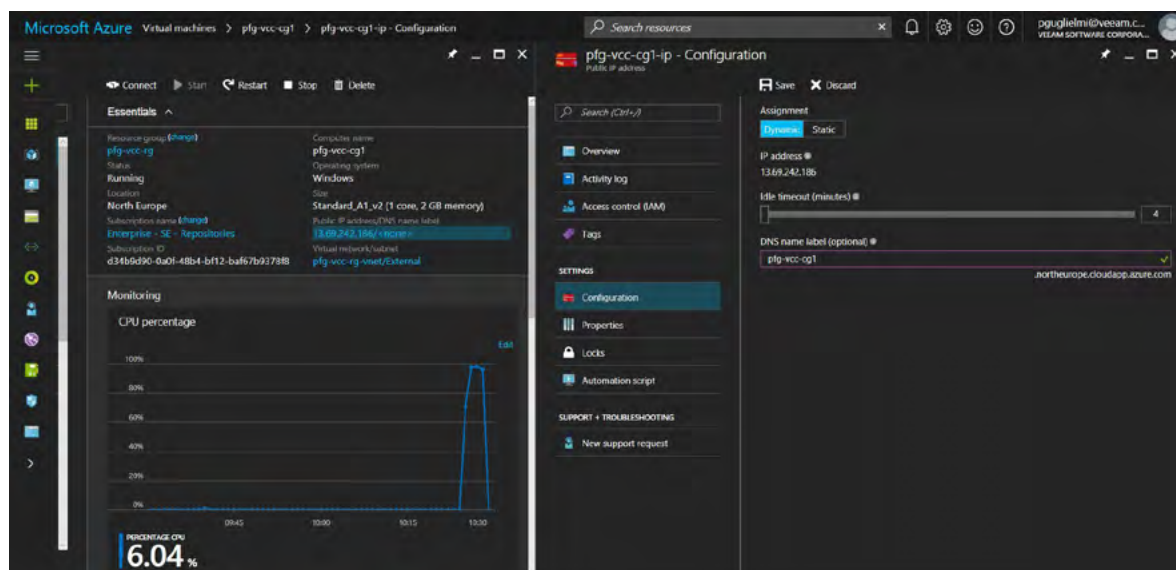 Microsoft Azure Virtual machines > pfg-vcc-cg1 > pfg-vcc-cg1-ip - Configuration
Search resources
pguglielmi@veeam.c...
VEEAM SOFTWARE CORPORA...
Connect Start Restart Stop Delete
Essentials
Resource group (change)
pfg-vcc-rg
Status
Running
Location
North Europe
Subscription name (change)
Enterprise - SE - Repositories
Subscription ID
d34b9d90-0a0f-48b4-bf12-baf67b9378f8
Computer name
pfg-vcc-cg1
Operating system
Windows
Size
Standard_A1_v2 (1 core, 2 GB memory)
Public IP address/DNS name label
13.69.242.186/<none>
Virtual network/subnet
pfg-vcc-rg-vnet/External
Monitoring
CPU percentage
Edit
100%
80%
60%
40%
20%
0%
09:45 10:00 10:15 10:30
PERCENTAGE CPU
6.04 %
pfg-vcc-cg1-ip - Configuration
Public IP address
Search (Ctrl+/)
Overview
Activity log
Access control (IAM)
Tags
SETTINGS
Configuration
Properties
Locks
Automation script
SUPPORT + TROUBLESHOOTING
New support request
Save Discard
Assignment
Dynamic Static
IP address
13.69.242.186
Idle timeout (minutes)
4
DNS name label (optional)
pfg-vcc-cg1
.northeurope.cloudapp.azure.com